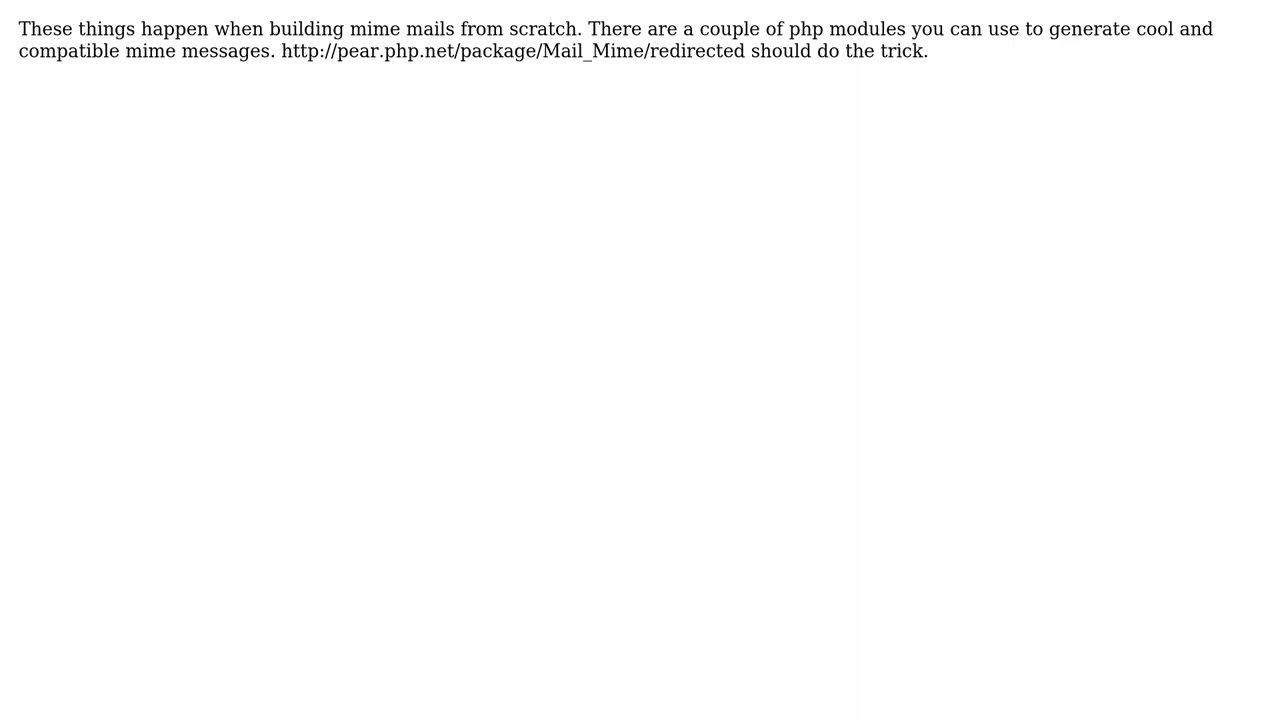 These things happen when building mime mails from scratch. There are a couple of php modules you can use to generate cool and
compatible mime messages. http://pear.php.net/package/Mail_Mime/redirected should do the trick.